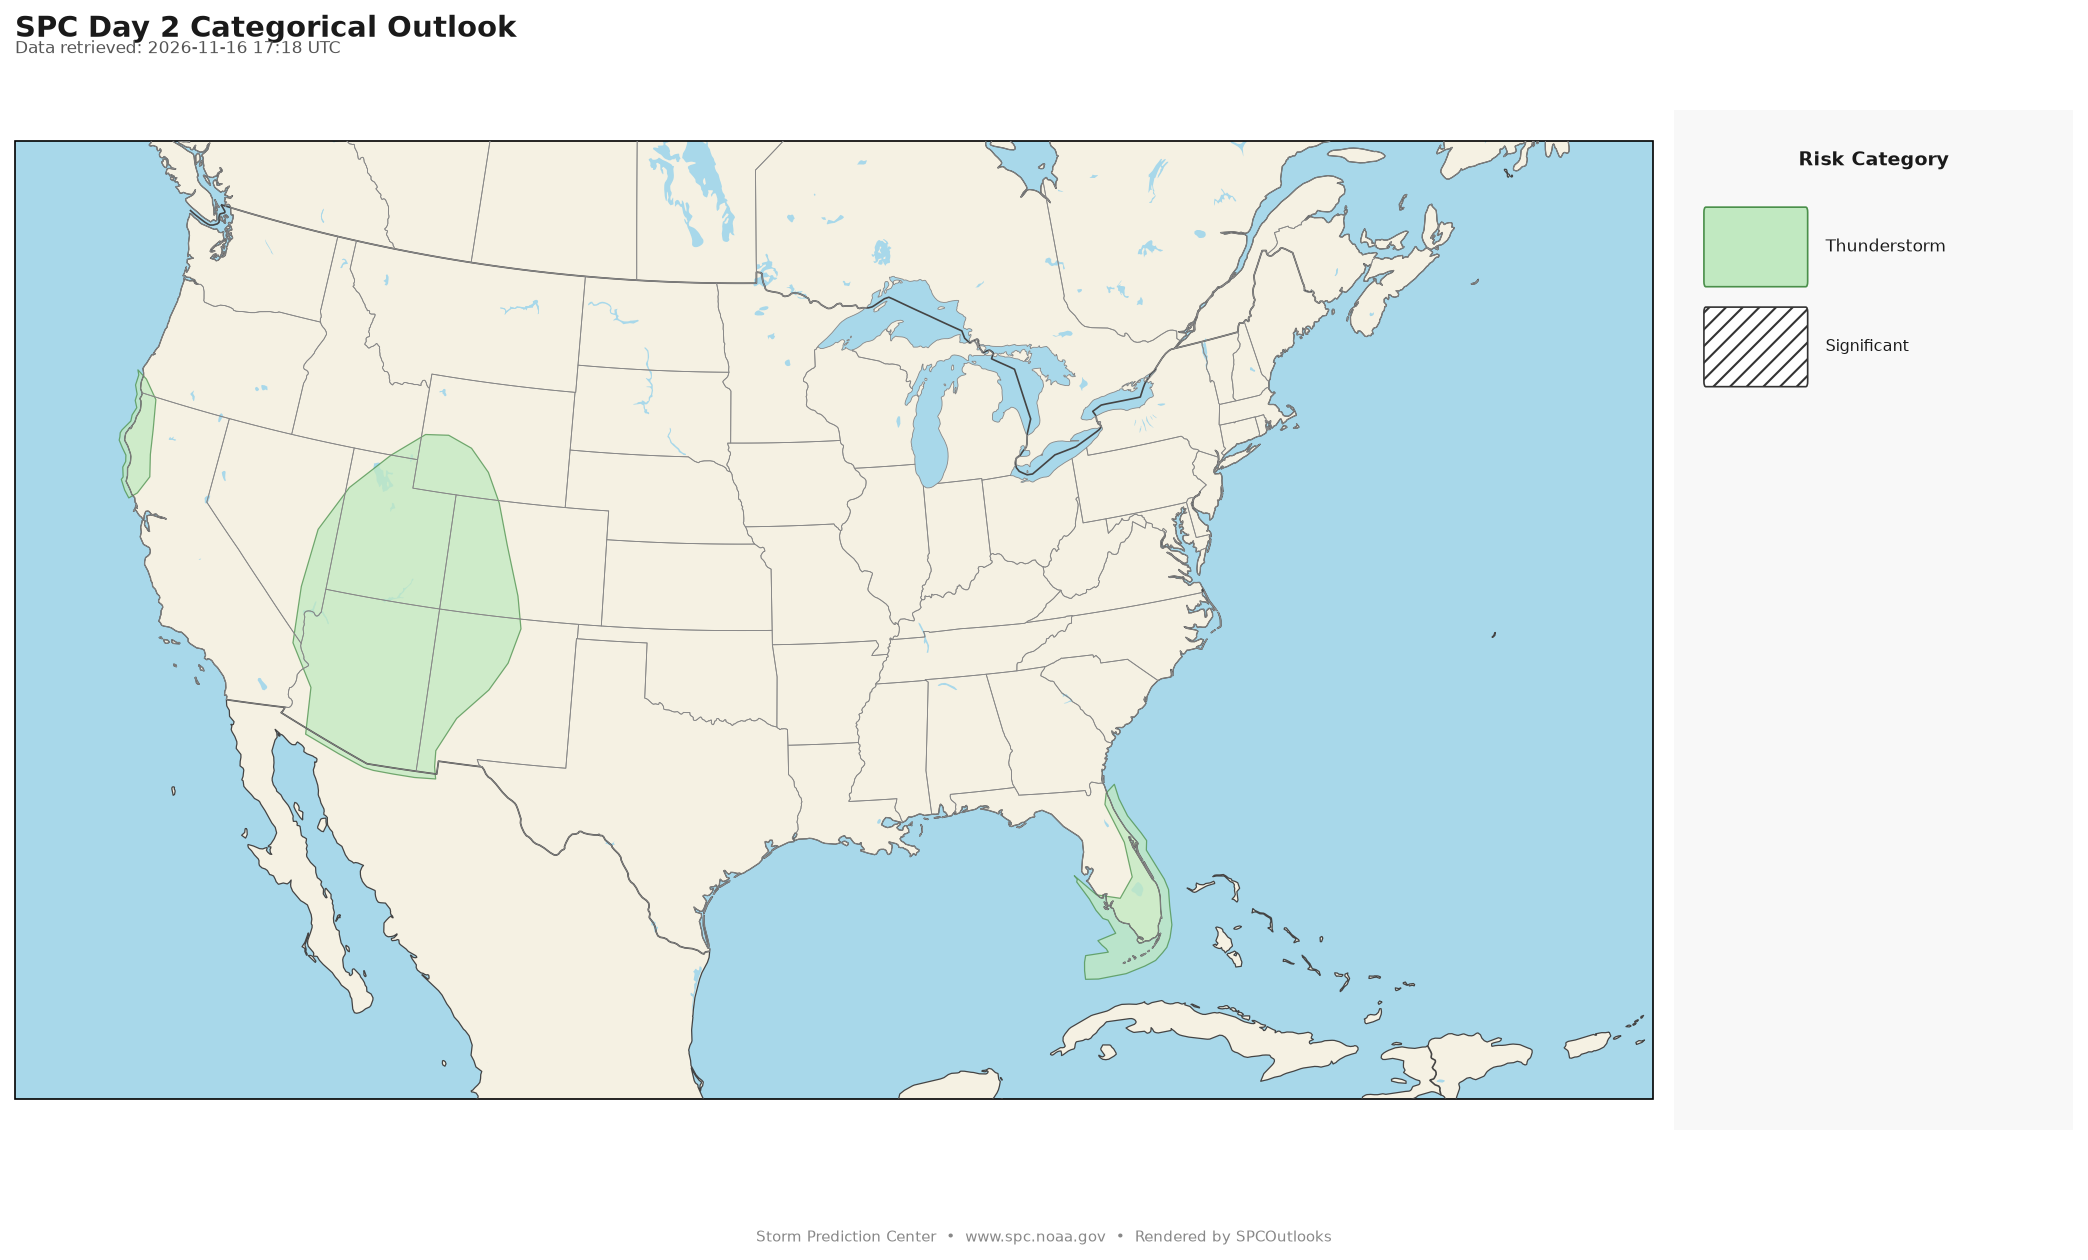 SPC Day 2 Categorical Outlook
Data retrieved: 2026-11-16 17:18 UTC
Risk Category
Thunderstorm
Significant
Storm Prediction Center • www.spc.noaa.gov • Rendered by SPCOutlooks